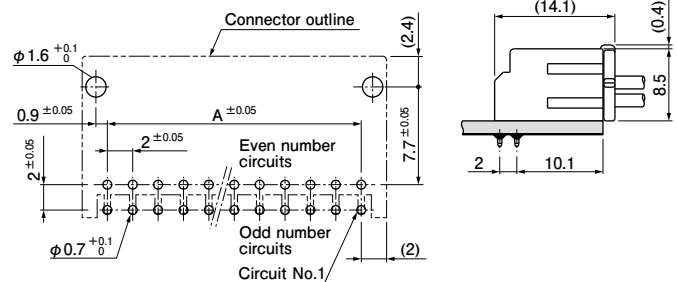 Connector outline
(2.4)
φ1.6 +0.1 0
0.9 ±0.05
A ±0.05
2 ±0.05
Even number
circuits
7.7 ±0.05
2 ±0.05
φ0.7 +0.1 0
Odd number
circuits
Circuit No.1
(2)
(14.1)
(0.4)
8.5
2
10.1